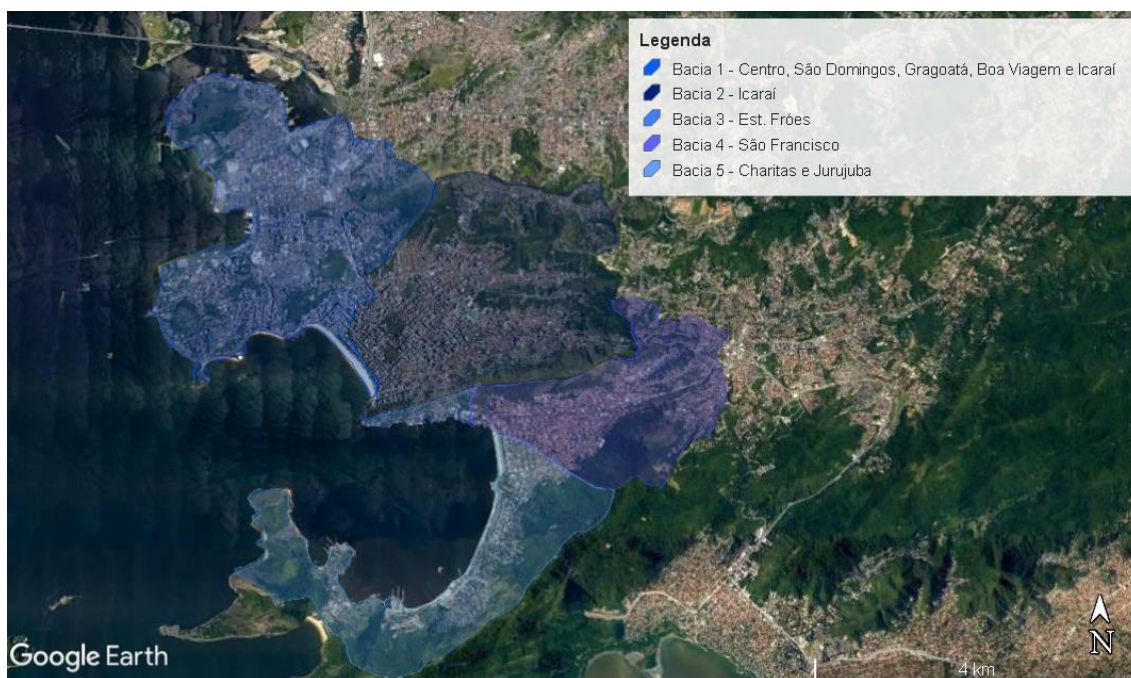 Legenda
Bacia 1 - Centro, São Domingos, Gragoatá, Boa Viagem e Icaraí
Bacia 2 - Icaraí
Bacia 3 - Est. Fróes
Bacia 4 - São Francisco
Bacia 5 - Charitas e Jurujuba
N
Google Earth
4 km